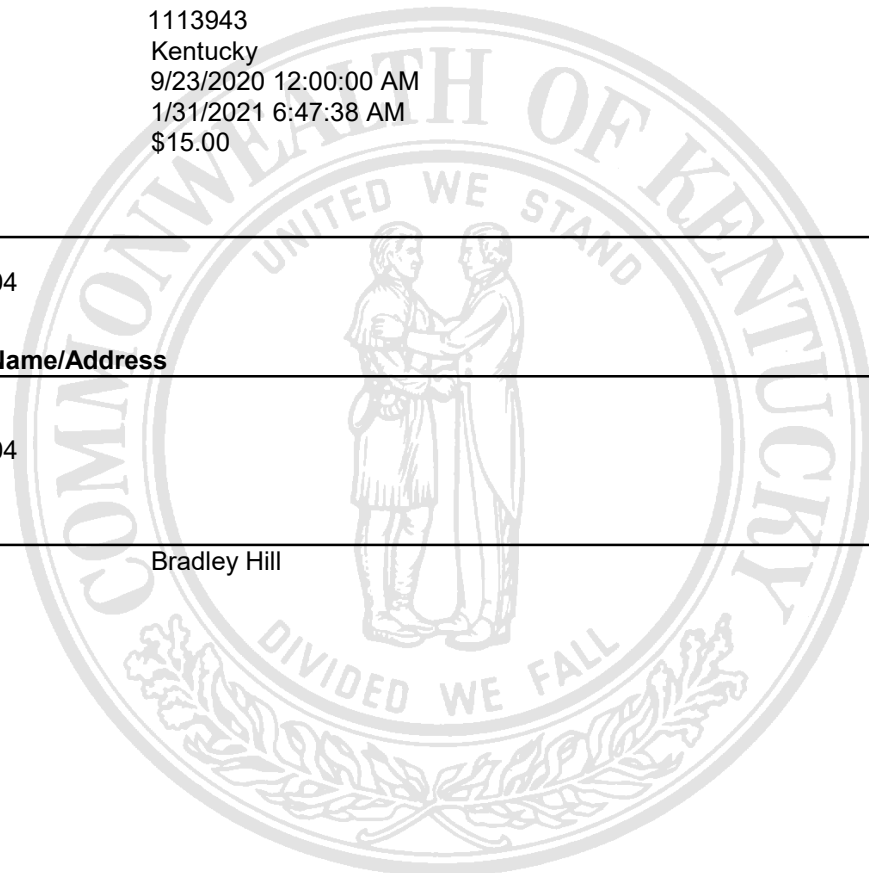 1113943
Kentucky
9/23/2020 12:00:00 AM
1/31/2021 6:47:38 AM
$15.00
COMMONWEALTH OF KENTUCKY
UNITED WE STAND
04
Name/Address
04
Bradley Hill
DIVIDED WE FALL